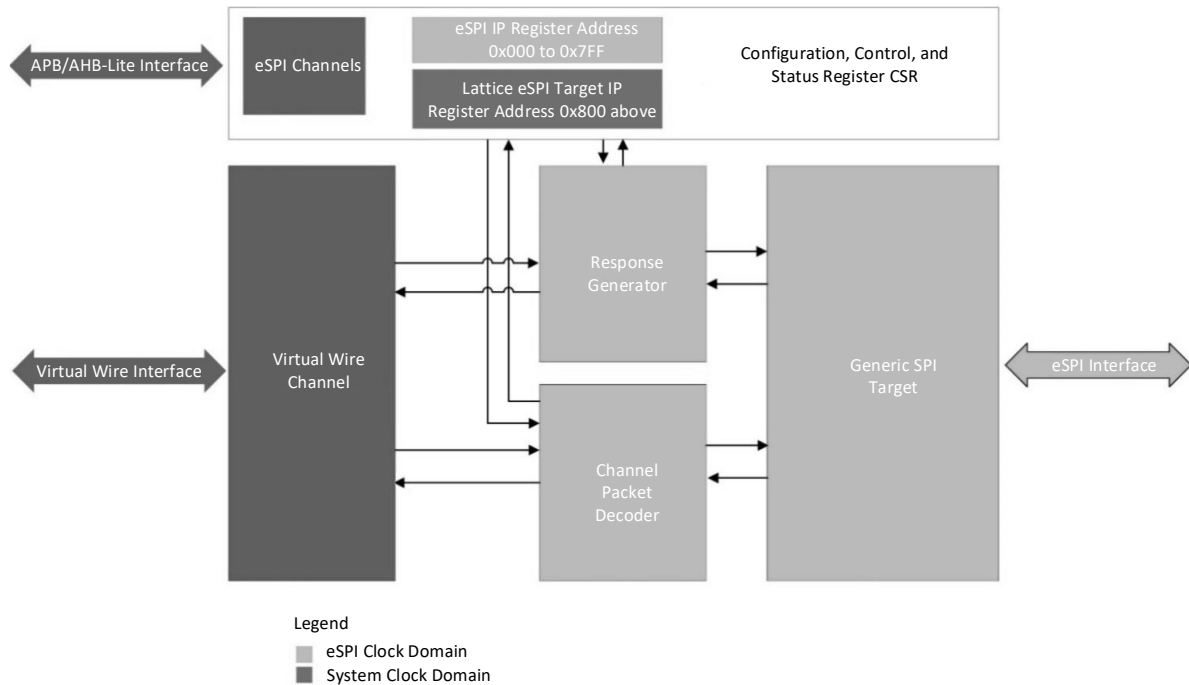 APB/AHB-Lite Interface
eSPI Channels
eSPI IP Register Address
0x000 to 0x7FF
Lattice eSPI Target IP
Register Address 0x800 above
Configuration, Control, and
Status Register CSR
Virtual Wire Interface
Virtual Wire
Channel
Response
Generator
Channel
Packet
Decoder
Generic SPI
Target
eSPI Interface
Legend
eSPI Clock Domain
System Clock Domain